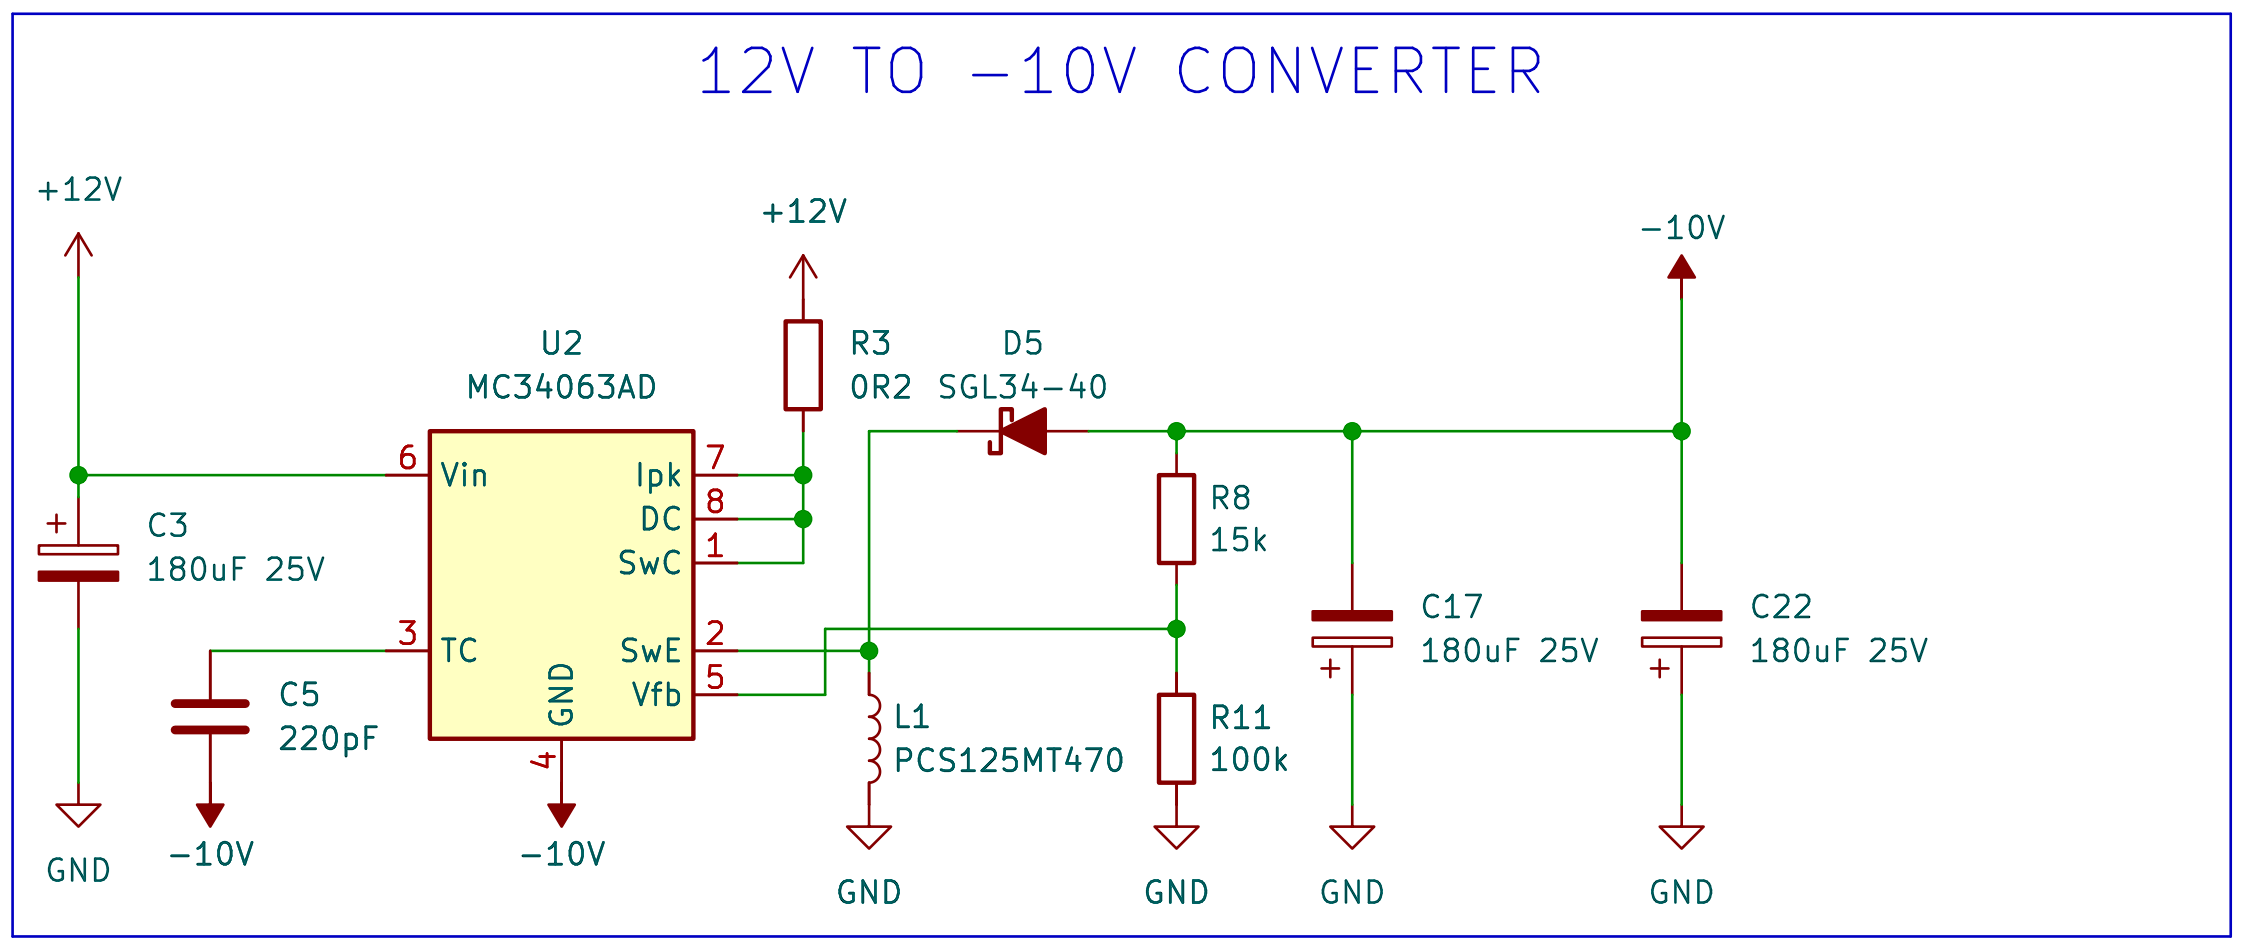 12V TO -10V CONVERTER
+12V
+12V
-10V
U2
MC34063AD
R3
0R2
D5
SGL34-40
6
Vin
Ipk
7
DC
8
SwC
1
3
TC
SwE
2
Vfb
5
GND
4
+
C3
180uF 25V
C5
220pF
R8
15k
L1
PCS125MT470
R11
100k
C17
180uF 25V
+
C22
180uF 25V
+
GND
-10V
-10V
GND
GND
GND
GND